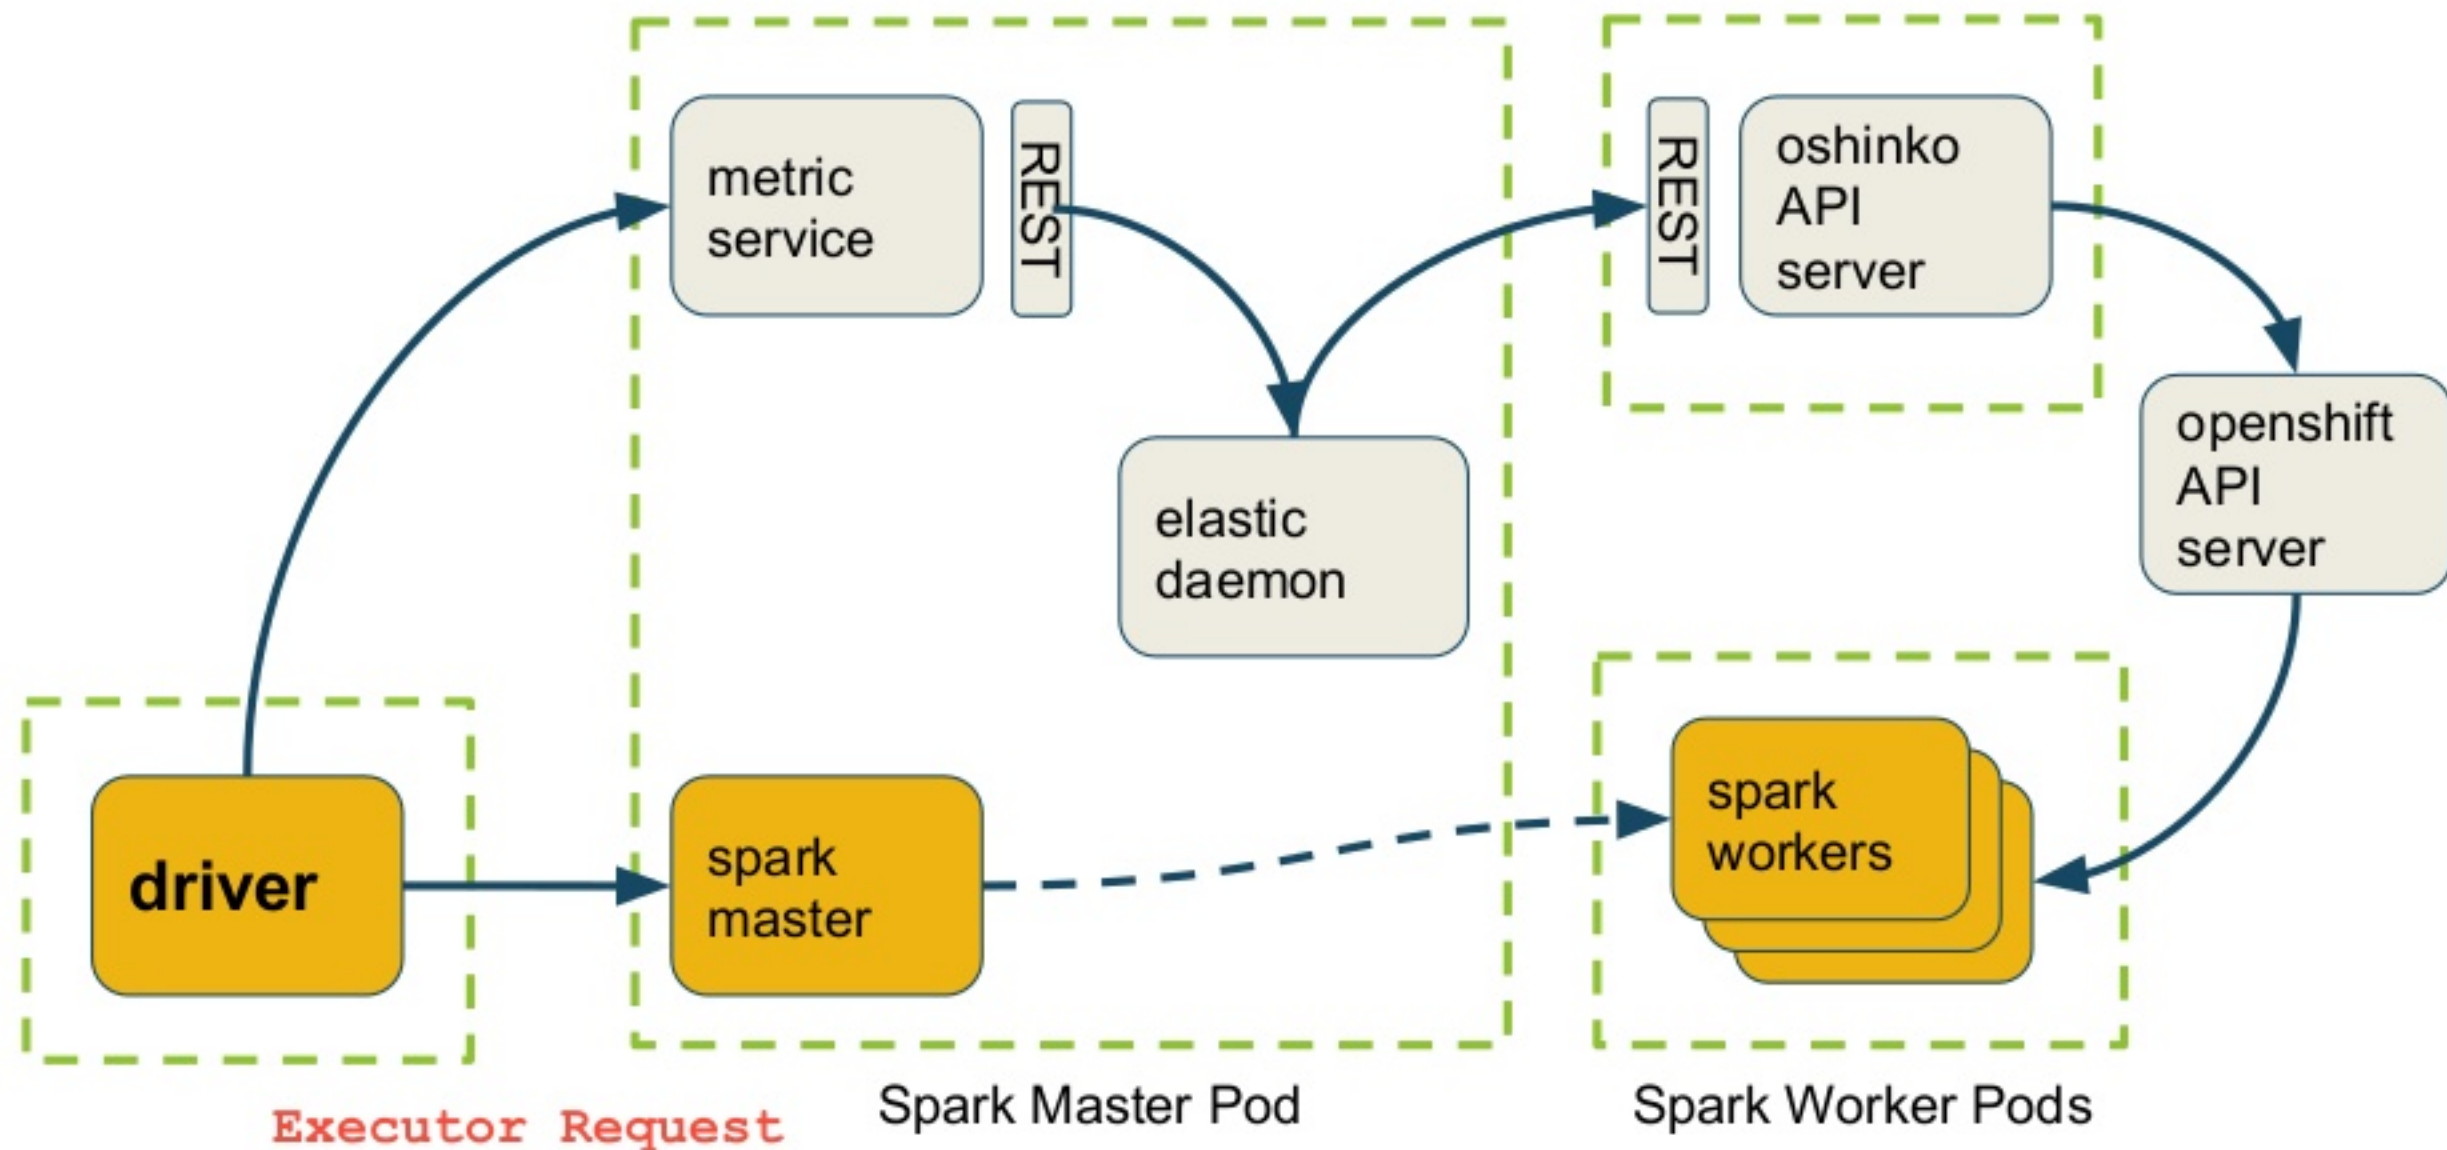 metric
service
REST
REST
oshinko
API
server
openshift
API
server
elastic
daemon
driver
spark
master
spark
workers
Executor Request
Spark Master Pod
Spark Worker Pods